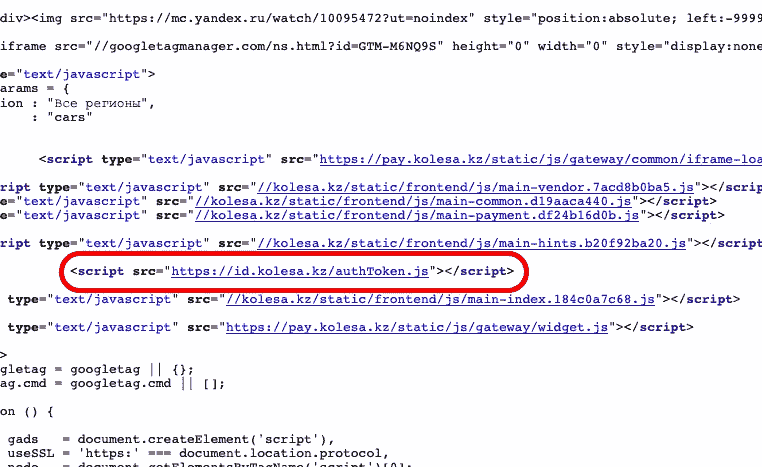 div><img src="https://mc.yandex.ru/watch/10095472?ut=noindex" style="position:absolute; left:-9999
iframe src="//googletagmanager.com/ns.html?id=GTM-M6NQ9S" height="0" width="0" style="display:none
e="text/javascript">
arams = {
ion : "Все регионы",
: "cars"
<script type="text/javascript" src="https://pay.kolesa.kz/static/js/gateway/common/iframe-loa
ript type="text/javascript" src="//kolesa.kz/static/frontend/js/main-vendor.7acd8b0ba5.js"></scrip
e="text/javascript" src="//kolesa.kz/static/frontend/js/main-common.d19aaca440.js"></script>
e="text/javascript" src="//kolesa.kz/static/frontend/js/main-payment.df24b16d0b.js"></script>
ript type="text/javascript" src="//kolesa.kz/static/frontend/js/main-hints.b20f92ba20.js"></script>
<script src="https://id.kolesa.kz/authToken.js"></script>
type="text/javascript" src="//kolesa.kz/static/frontend/js/main-index.184c0a7c68.js"></script>
type="text/javascript" src="https://pay.kolesa.kz/static/js/gateway/widget.js"></script>
>
gletag = googletag || {};
ag.cmd = googletag.cmd || [];
on () {
gads = document.createElement('script'),
useSSL = 'https:' === document.location.protocol,
node = document.getElementsByTagName('script')[0];